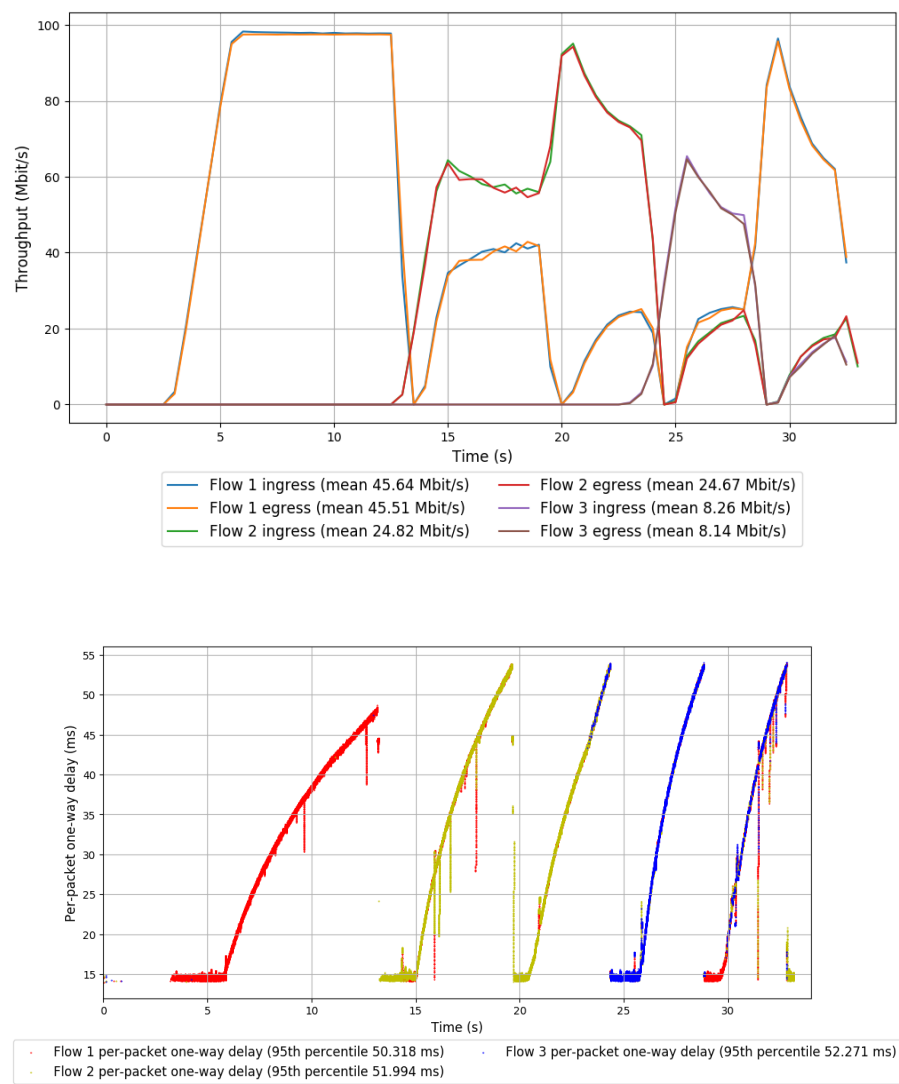 100
80
60
40
20
0
Throughput (Mbit/s)
0 5 10 15 20 25 30
Time (s)
Flow 1 ingress (mean 45.64 Mbit/s)
Flow 1 egress (mean 45.51 Mbit/s)
Flow 2 ingress (mean 24.82 Mbit/s)
Flow 2 egress (mean 24.67 Mbit/s)
Flow 3 ingress (mean 8.26 Mbit/s)
Flow 3 egress (mean 8.14 Mbit/s)
55
50
45
40
35
30
25
20
15
Per-packet one-way delay (ms)
0 5 10 15 20 25 30
Time (s)
Flow 1 per-packet one-way delay (95th percentile 50.318 ms)
Flow 2 per-packet one-way delay (95th percentile 51.994 ms)
Flow 3 per-packet one-way delay (95th percentile 52.271 ms)